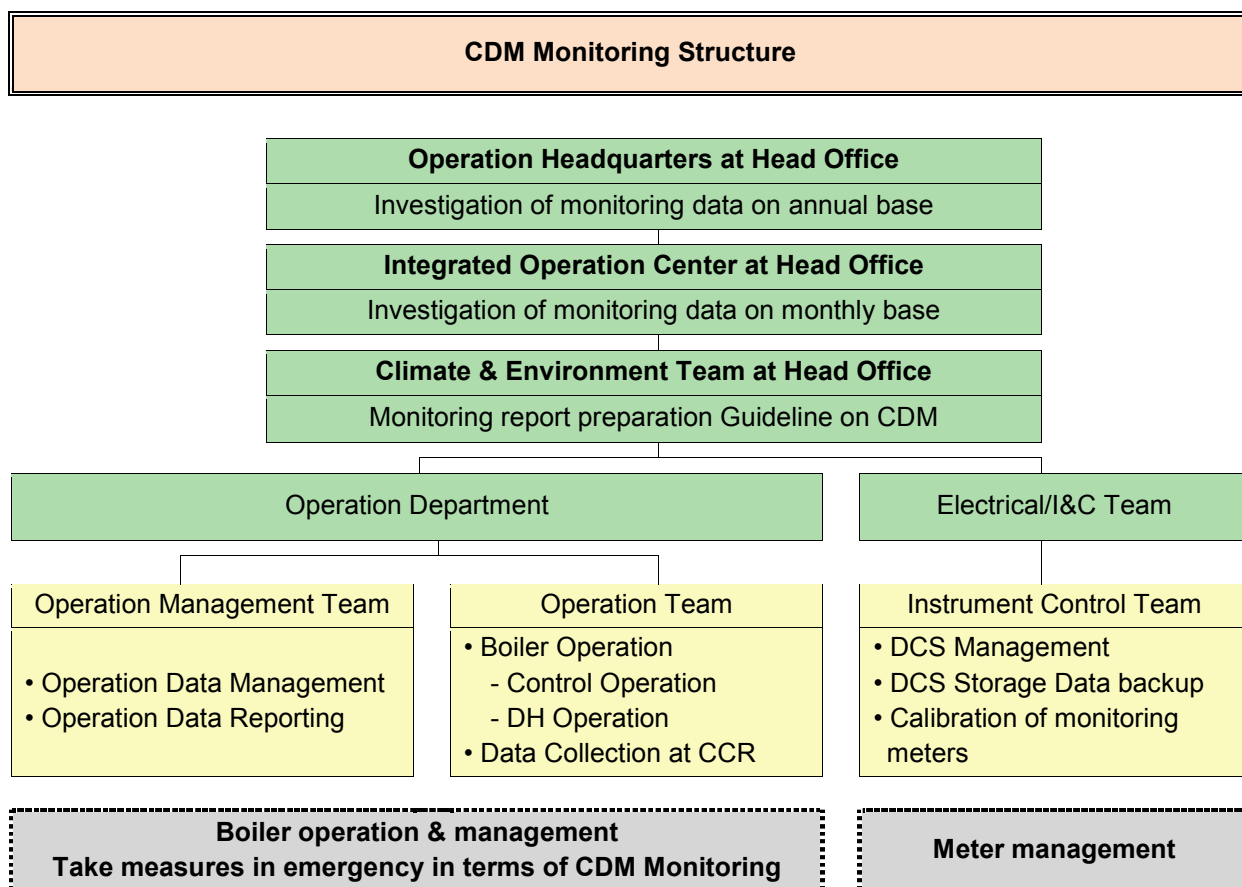 CDM Monitoring Structure
Operation Headquarters at Head Office
Investigation of monitoring data on annual base
Integrated Operation Center at Head Office
Investigation of monitoring data on monthly base
Climate & Environment Team at Head Office
Monitoring report preparation Guideline on CDM
Operation Department
Electrical/I&C Team
Operation Management Team
• Operation Data Management
• Operation Data Reporting
Operation Team
• Boiler Operation
- Control Operation
- DH Operation
• Data Collection at CCR
Instrument Control Team
• DCS Management
• DCS Storage Data backup
• Calibration of monitoring
meters
Boiler operation & management
Take measures in emergency in terms of CDM Monitoring
Meter management